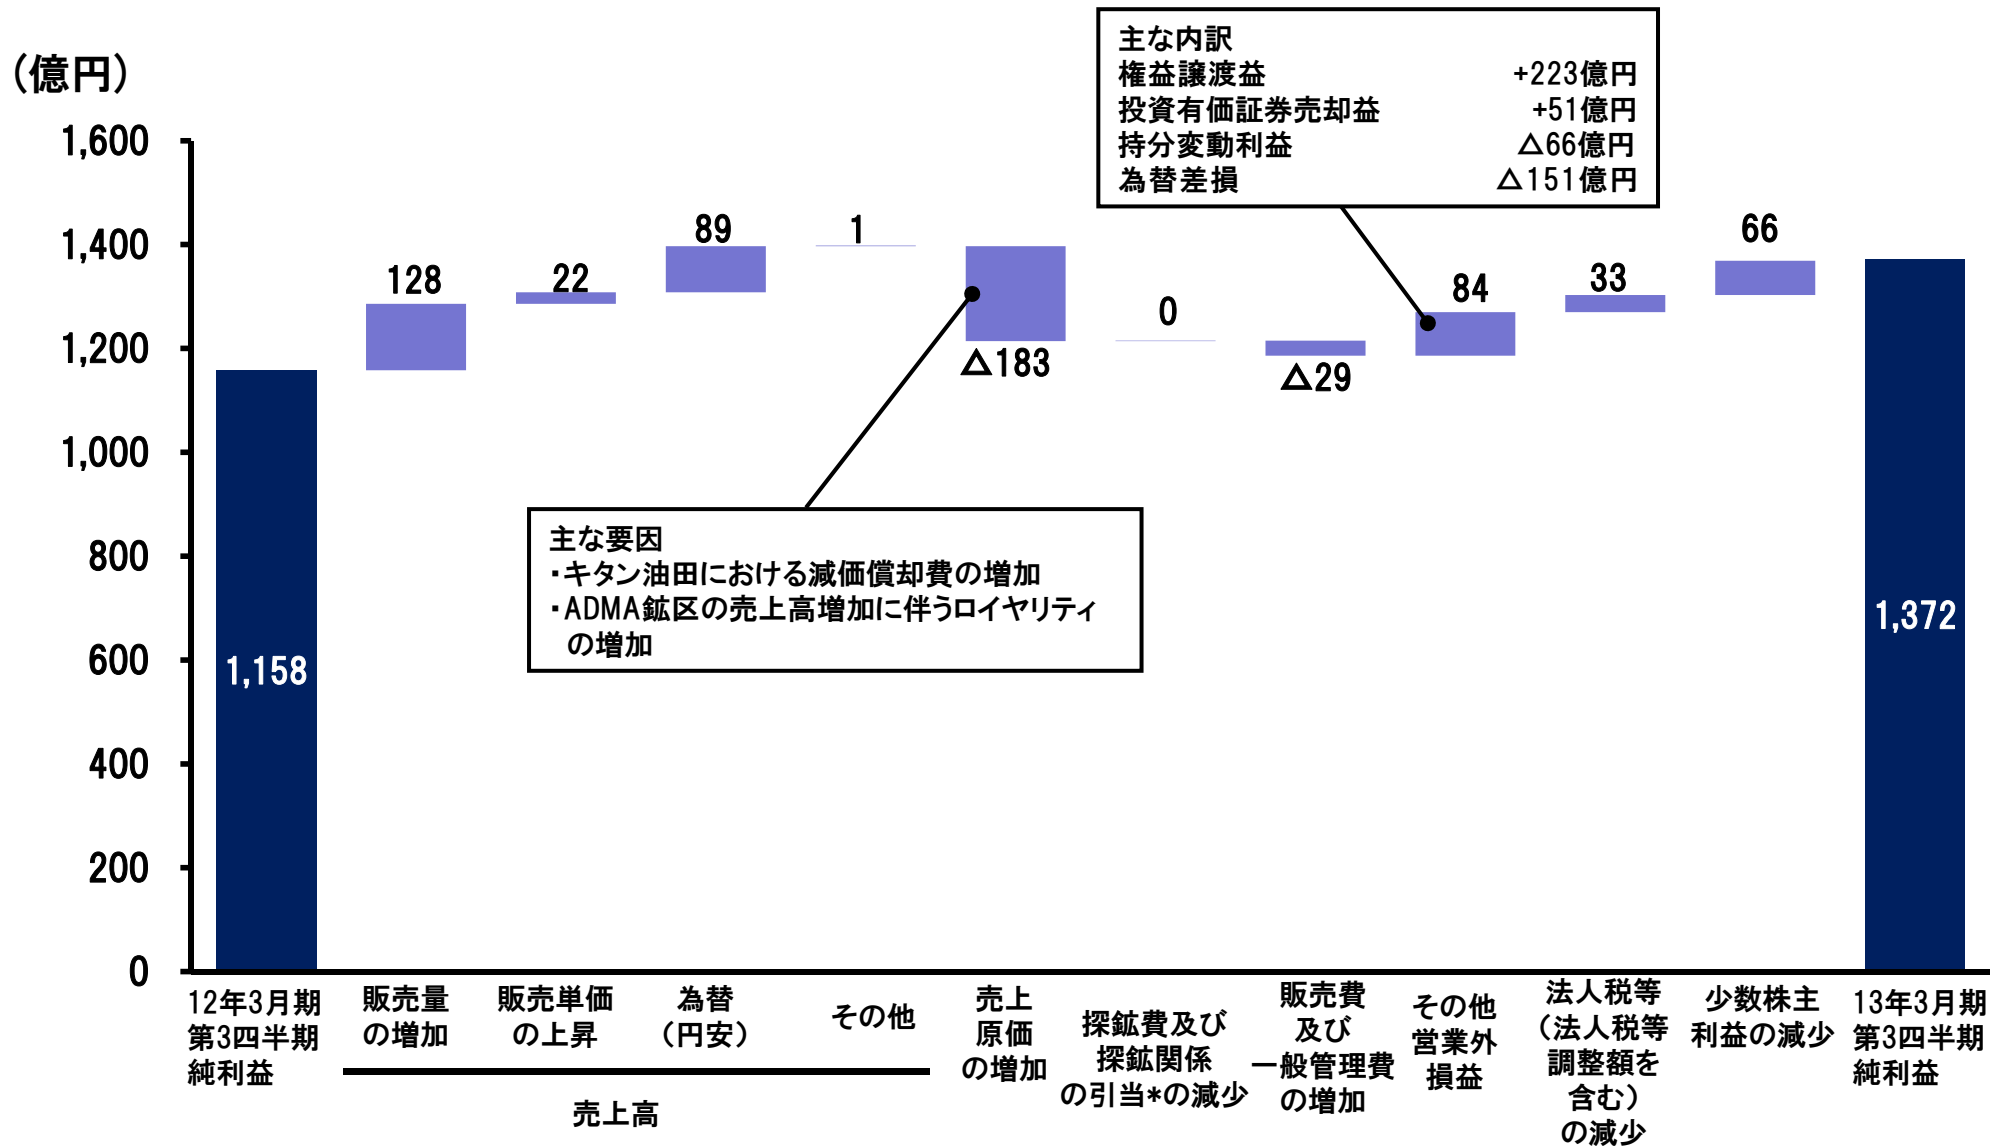 (億円)
主な内訳
権益譲渡益 +223億円
投資有価証券売却益 +51億円
持分変動利益 △66億円
為替差損 △151億円
1,600
1,400
1,200
1,000
800
600
400
200
0
1,158
128
22
89
1
△183
0
△29
84
33
66
1,372
主な要因
・キタン油田における減価償却費の増加
・ADMA鉱区の売上高増加に伴うロイヤリティ
の増加
12年3月期
第3四半期
純利益
販売量
の増加
販売単価
の上昇
為替
(円安)
その他
売上高
売上
原価
の増加
探鉱費及び
探鉱関係
の引当*の減少
販売費
及び
一般管理費
の増加
その他
営業外
損益
法人税等
(法人税等
調整額を
含む)
の減少
少数株主
利益の減少
13年3月期
第3四半期
純利益